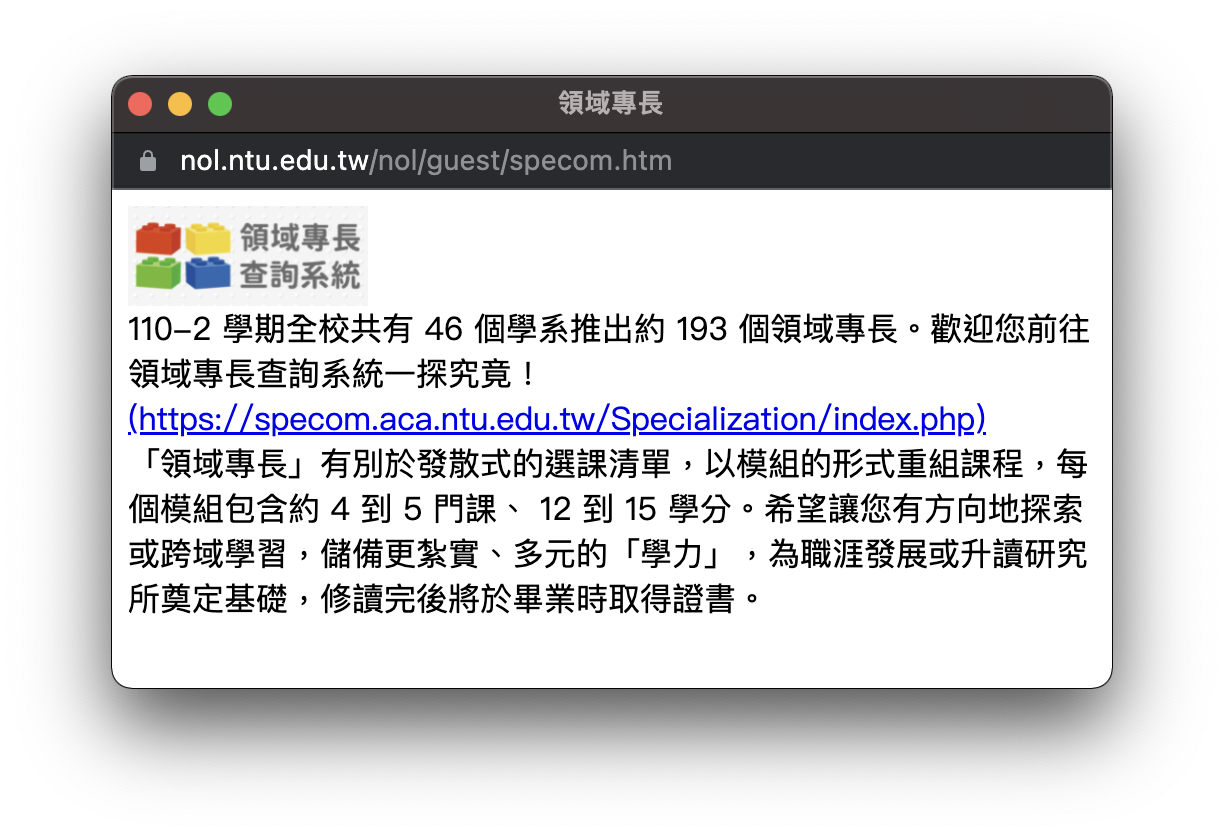 領域專長
nol.ntu.edu.tw/nol/guest/specom.htm
領域專長
查詢系統
110-2 學期全校共有 46 個學系推出約 193 個領域專長。歡迎您前往
領域專長查詢系統一探究竟！
(https://specom.aca.ntu.edu.tw/Specialization/index.php)
「領域專長」有別於發散式的選課清單，以模組的形式重組課程，每
個模組包含約 4 到 5 門課、 12 到 15 學分。希望讓您有方向地探索
或跨域學習，儲備更紮實、多元的「學力」，為職涯發展或升讀研究
所奠定基礎，修讀完後將於畢業時取得證書。